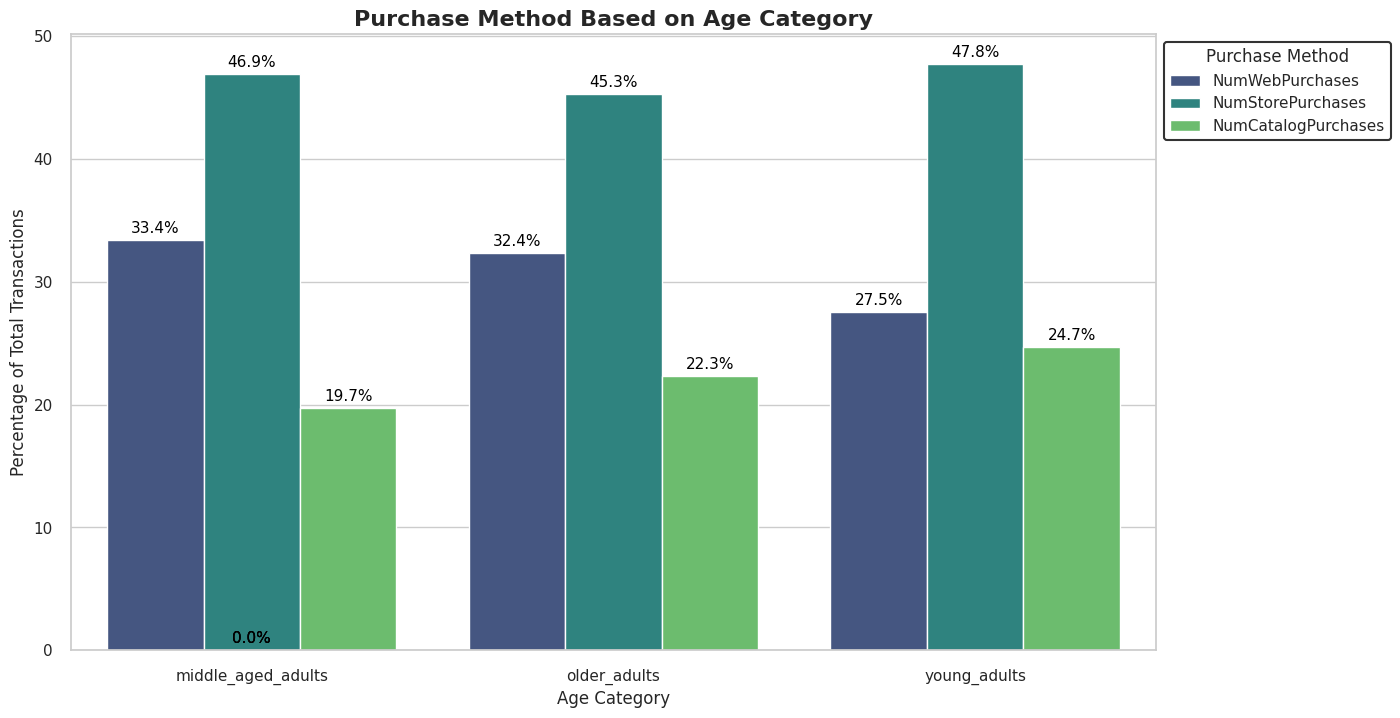 Purchase Method Based on Age Category
Percentage of Total Transactions
50
40
30
20
10
0
33.4%
46.9%
19.7%
0.0%
32.4%
45.3%
22.3%
27.5%
47.8%
24.7%
middle_aged_adults
older_adults
young_adults
Age Category
Purchase Method
NumWebPurchases
NumStorePurchases
NumCatalogPurchases